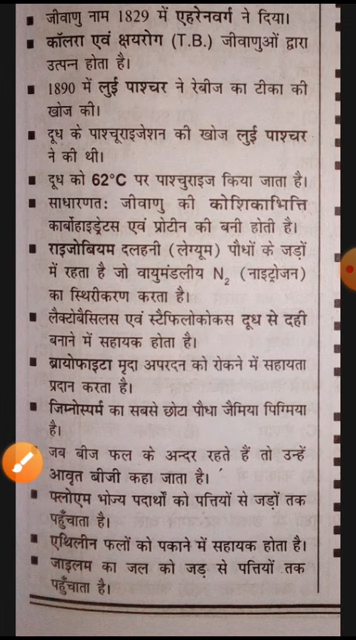 ▪ जीवाणु नाम 1829 में एहरेनवर्ग ने दिया।
▪ कॉलरा एवं क्षयरोग (T.B.) जीवाणुओं द्वारा
उत्पन्न होता है।
▪ 1890 में लुई पाश्चर ने रेबीज का टीका की
खोज की।
▪ दूध के पाश्चूराइजेशन की खोज लुई पाश्चर
ने की थी।
▪ दूध को 62°C पर पाश्चुराइज किया जाता है।
▪ साधारणत: जीवाणु की कोशिकाभित्ति
कार्बोहाइड्रेटस एवं प्रोटीन की बनी होती है।
▪ राइजोबियम दलहनी (लेग्यूम) पौधों के जड़ों
में रहता है जो वायुमंडलीय N₂ (नाइट्रोजन)
का स्थिरीकरण करता है।
▪ लैक्टोबैसिलस एवं स्टैफिलोकोकस दूध से दही
बनाने में सहायक होता है।
▪ ब्रायोफाइटा मृदा अपरदन को रोकने में सहायता
प्रदान करता है।
▪ जिम्नोस्पर्म का सबसे छोटा पौधा जैमिया पिग्मिया
है।
जब बीज फल के अन्दर रहते हैं तो उन्हें
आवृत बीजी कहा जाता है।
▪ फ्लोएम भोज्य पदार्थों को पत्तियों से जड़ों तक
पहुँचाता है।
▪ एथिलीन फलों को पकाने में सहायक होता है।
▪ जाइलम का जल को जड़ से पत्तियों तक
पहुँचाता है।